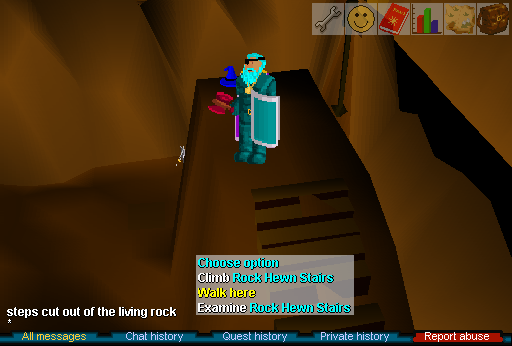 Choose option
Climb Rock Hewn Stairs
Walk here
Examine Rock Hewn Stairs
steps cut out of the living rock
*
All messages Chat history Quest history Private history Report abuse